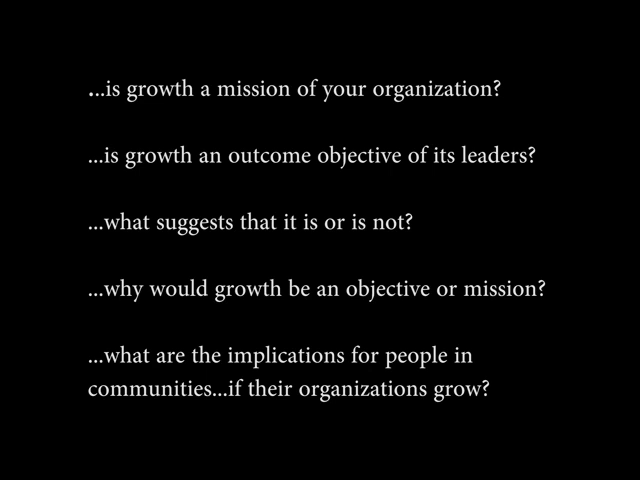 ...is growth a mission of your organization?
...is growth an outcome objective of its leaders?
...what suggests that it is or is not?
...why would growth be an objective or mission?
...what are the implications for people in
communities...if their organizations grow?